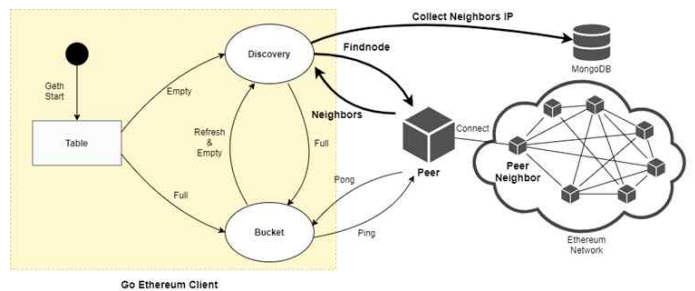 Collect Neighbors IP
Discovery
Findnode
MongoDB
Geth
Start
Empty
Neighbors
Table
Refresh
&
Empty
Full
Connect
Peer
Peer
Neighbor
Full
Pong
Bucket
Ping
Ethereum
Network
Go Ethereum Client